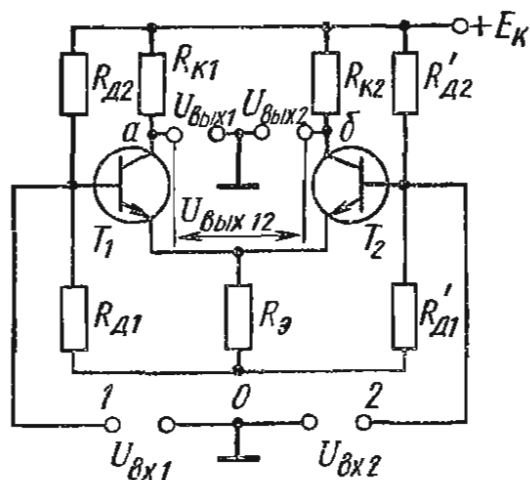 +Eк
Rд2
Rк1
Rк2
R'д2
а
Uвых1
Uвых2
б
T1
Uвых 12
T2
Rд1
Rэ
R'д1
1
0
2
Uвх1
Uвх2